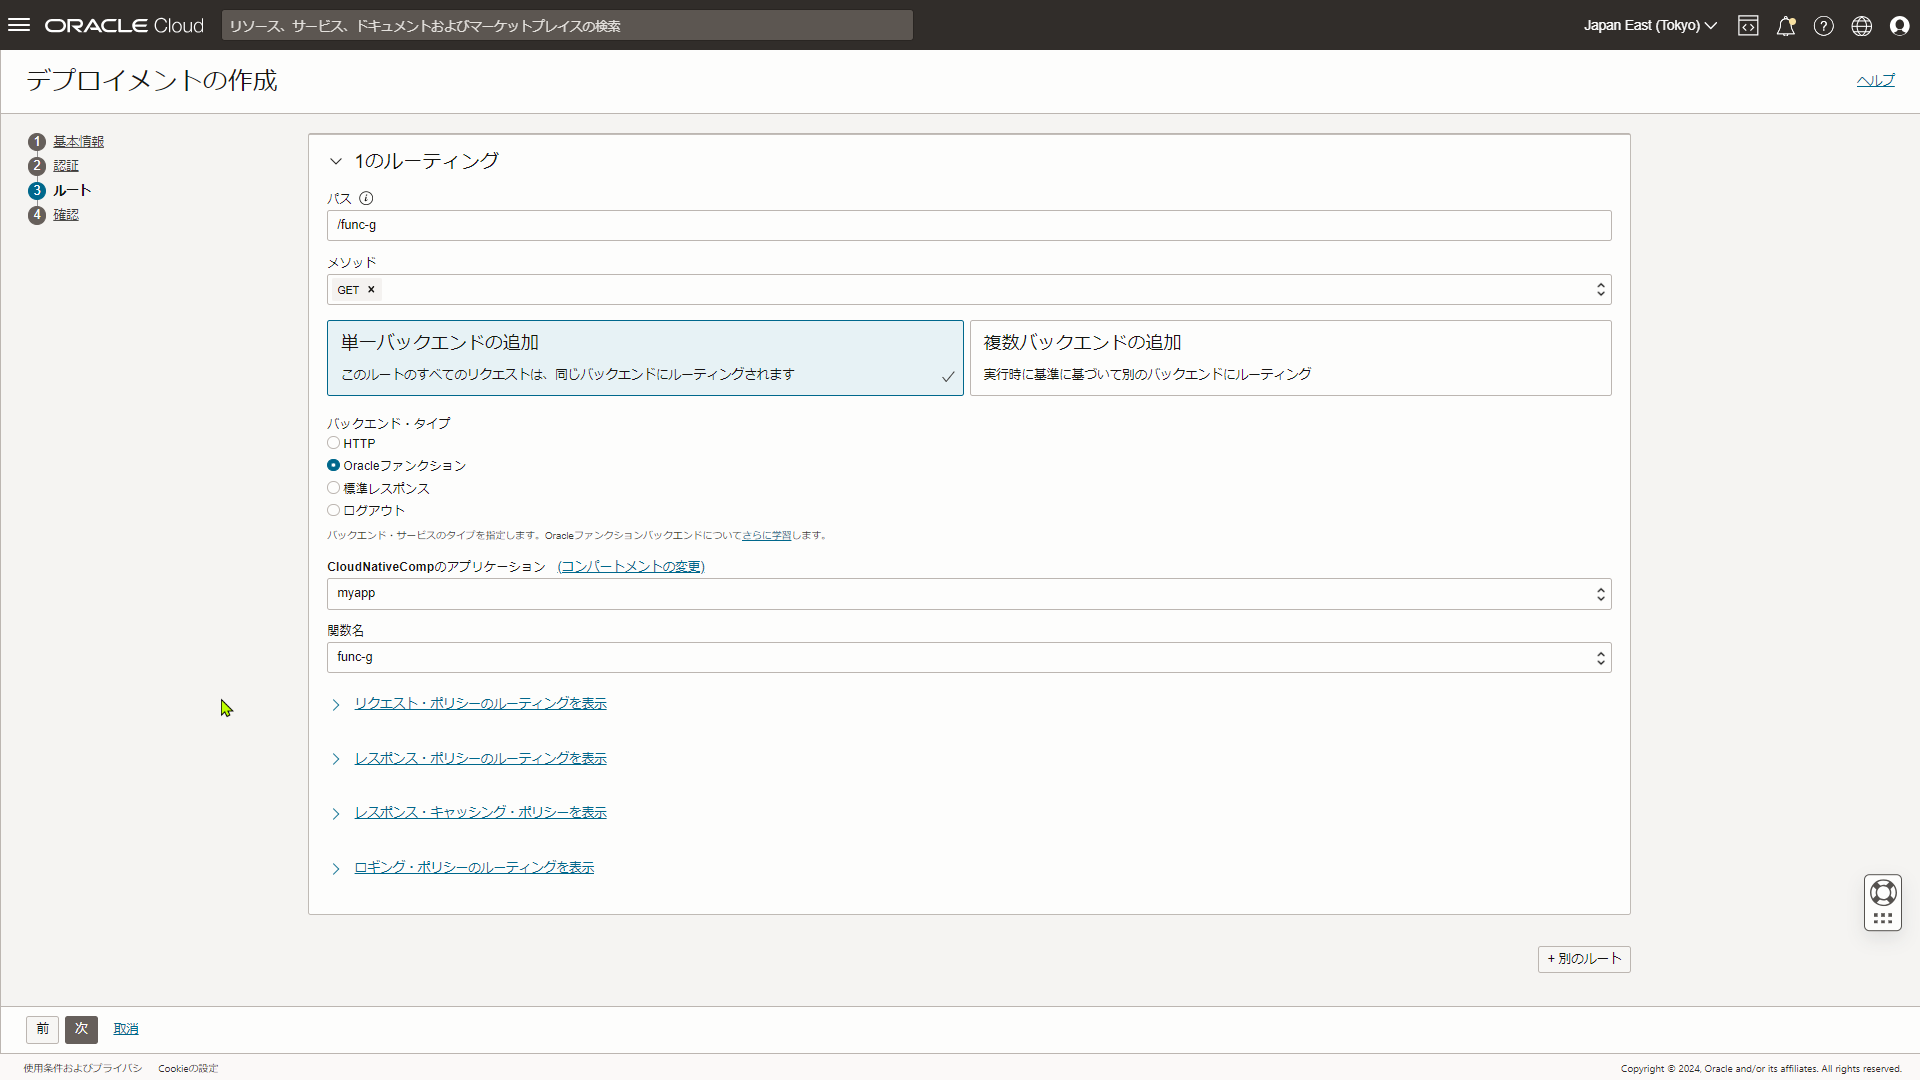 ORACLE Cloud
リソース、サービス、ドキュメントおよびマーケットプレイスの検索
Japan East (Tokyo)
デプロイメントの作成
ヘルプ
1 基本情報
2 認証
3 ルート
4 確認
1のルーティング
パス
/func-g
メソッド
GET ×
単一バックエンドの追加
このルートのすべてのリクエストは、同じバックエンドにルーティングされます
複数バックエンドの追加
実行時に基準に基づいて別のバックエンドにルーティング
バックエンド・タイプ
HTTP
Oracleファンクション
標準レスポンス
ログアウト
バックエンド・サービスのタイプを指定します。Oracleファンクションバックエンドについてさらに学習します。
CloudNativeCompのアプリケーション (コンパートメントの変更)
myapp
関数名
func-g
リクエスト・ポリシーのルーティングを表示
レスポンス・ポリシーのルーティングを表示
レスポンス・キャッシング・ポリシーを表示
ロギング・ポリシーのルーティングを表示
+ 別のルート
前 次 取消
使用条件およびプライバシ Cookieの設定
Copyright © 2024, Oracle and/or its affiliates. All rights reserved.